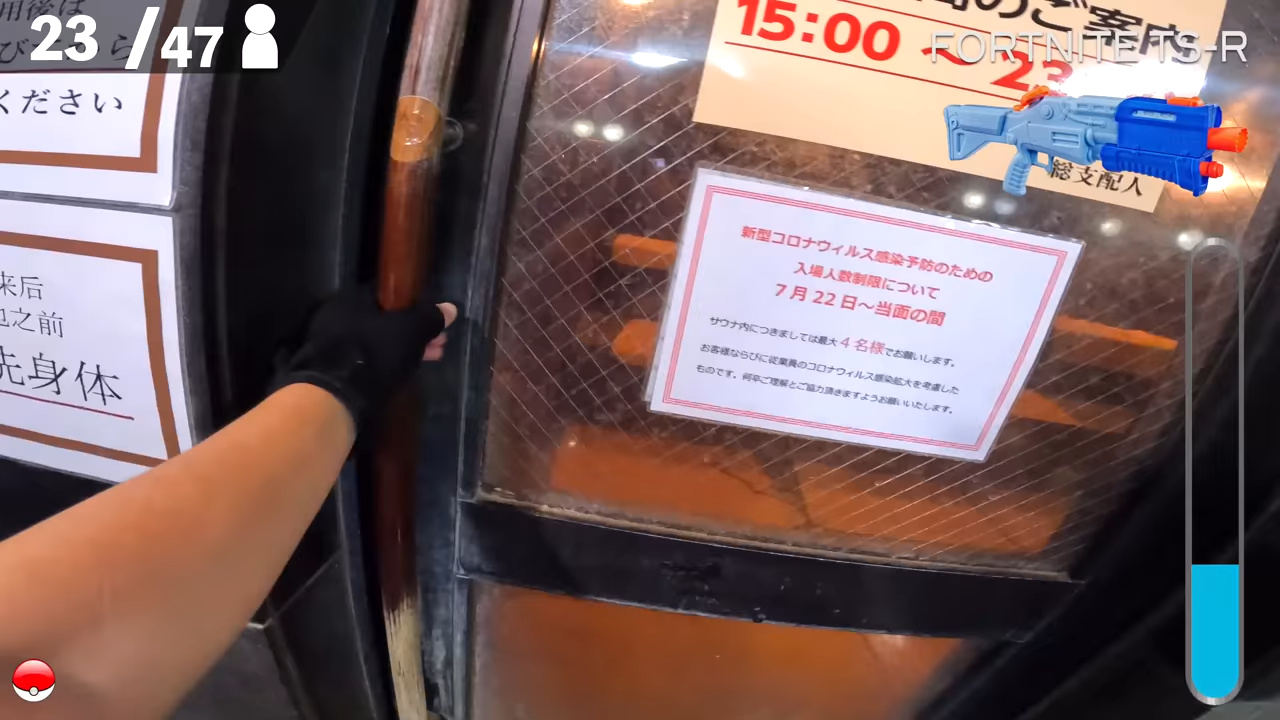 23 / 47
FORTNITE TS-R
ください
来后
先身体
のご案内
15:00 ～ 23
総支配人
新型コロナウィルス感染予防のための
入場人数制限について
7月22日～当面の間
サウナ内につきましては最大4名様でお願いします。
お客様ならびに従業員のコロナウィルス感染拡大を考慮した
ものです。何卒ご理解とご協力頂きますようお願いいたします。